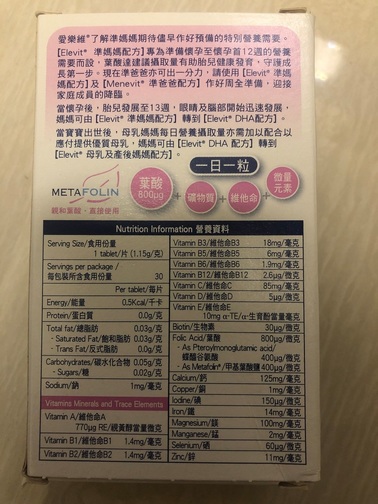 愛樂維®了解準媽媽期待儘早作好預備的特別營養需要。
[Elevit® 準媽媽配方] 專為準備懷孕至懷孕首12週的營養
需要而設，葉酸達建議攝取量有助胎兒健康發育，守護成
長第一步。現在準爸爸亦可出一分力，請使用 [Elevit® 準媽
媽配方] 及 [Menevit® 準爸爸配方] 作好周全準備，迎接
家庭成員的降臨。
當懷孕後，胎兒發展至13週，眼睛及腦部開始迅速發展，
媽媽可由 [Elevit® 準媽媽配方] 轉到 [Elevit® DHA配方]。
當寶寶出世後，母乳媽媽每日營養攝取量亦需加以配合以
應付提供優質母乳，媽媽可由 [Elevit® DHA 配方] 轉到
[Elevit® 母乳及產後媽媽配方]。
一日一粒
METAFOLIN
親和葉酸，直接使用
葉酸
800μg
+
礦物質
+
維他命
+
微量
元素
Nutrition Information 營養資料
Serving Size/食用份量
1 tablet/片 (1.15g/克)
Servings per package /
每包裝所含食用份量 30
Per tablet/每片
Energy/能量 0.5Kcal/千卡
Protein/蛋白質 0.0g/克
Total fat/總脂肪 0.03g/克
- Saturated Fat/飽和脂肪 0.03g/克
- Trans Fat/反式脂肪 0.0g/克
Carbohydrates/碳水化合物 0.05g/克
- Sugars/糖 0.02g/克
Sodium/鈉 1mg/毫克
Vitamins Minerals and Trace Elements
Vitamin A/維他命A
770μg RE/視黃醇當量微克
Vitamin B1/維他命B1 1.4mg/毫克
Vitamin B2/維他命B2 1.4mg/毫克
Vitamin B3/維他命B3 18mg/毫克
Vitamin B5/維他命B5 6mg/毫克
Vitamin B6/維他命B6 1.9mg/毫克
Vitamin B12/維他命B12 2.6μg/微克
Vitamin C/維他命C 85mg/毫克
Vitamin D/維他命D 5μg/微克
Vitamin E/維他命E
10mg α-TE/α-生育酚當量毫克
Biotin/生物素 30μg/微克
Folic Acid/葉酸 800μg/微克
- As Pteroylmonoglutamic acid/
蝶酰谷氨酸 400μg/微克
- As Metafolin®/甲基葉酸鹽 400μg/微克
Calcium/鈣 125mg/毫克
Copper/銅 1mg/毫克
Iodine/碘 150μg/微克
Iron/鐵 14mg/毫克
Magnesium/鎂 100mg/毫克
Manganese/錳 2mg/毫克
Selenium/硒 60μg/微克
Zinc/鋅 11mg/毫克